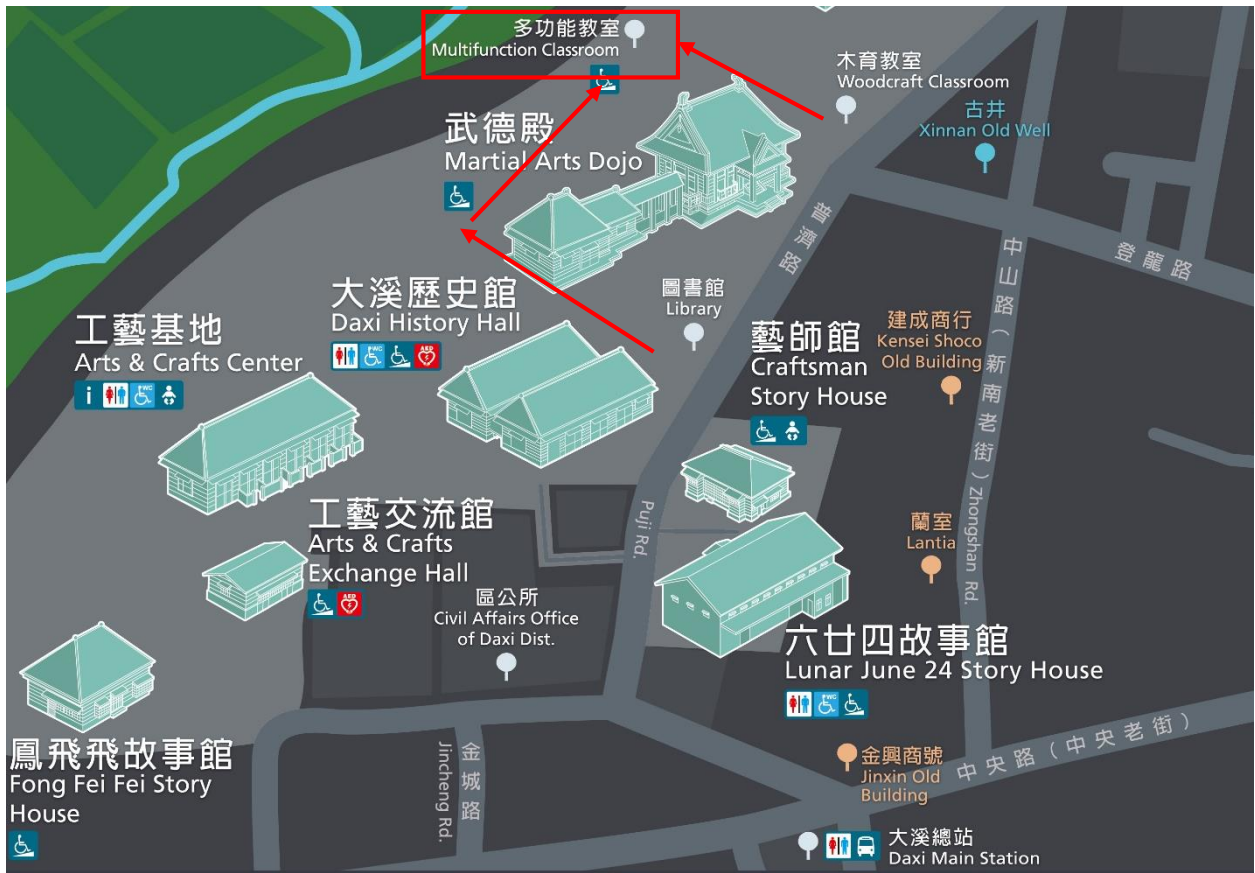 多功能教室
Multifunction Classroom
木育教室
Woodcraft Classroom
古井
Xinnan Old Well
武德殿
Martial Arts Dojo
普濟路
中山路(新南老街)Zhongshan Rd.
登龍路
大溪歷史館
Daxi History Hall
WC
AED
圖書館
Library
工藝基地
Arts & Crafts Center
i
WC
藝師館
Craftsman
Story House
建成商行
Kensei Shoco
Old Building
Puji Rd.
工藝交流館
Arts & Crafts
Exchange Hall
AED
蘭室
Lantia
區公所
Civil Affairs Office
of Daxi Dist.
六廿四故事館
Lunar June 24 Story House
WC
鳳飛飛故事館
Fong Fei Fei Story
House
金城路
Jincheng Rd.
金興商號
Jinxin Old
Building
中央路(中央老街)
大溪總站
Daxi Main Station